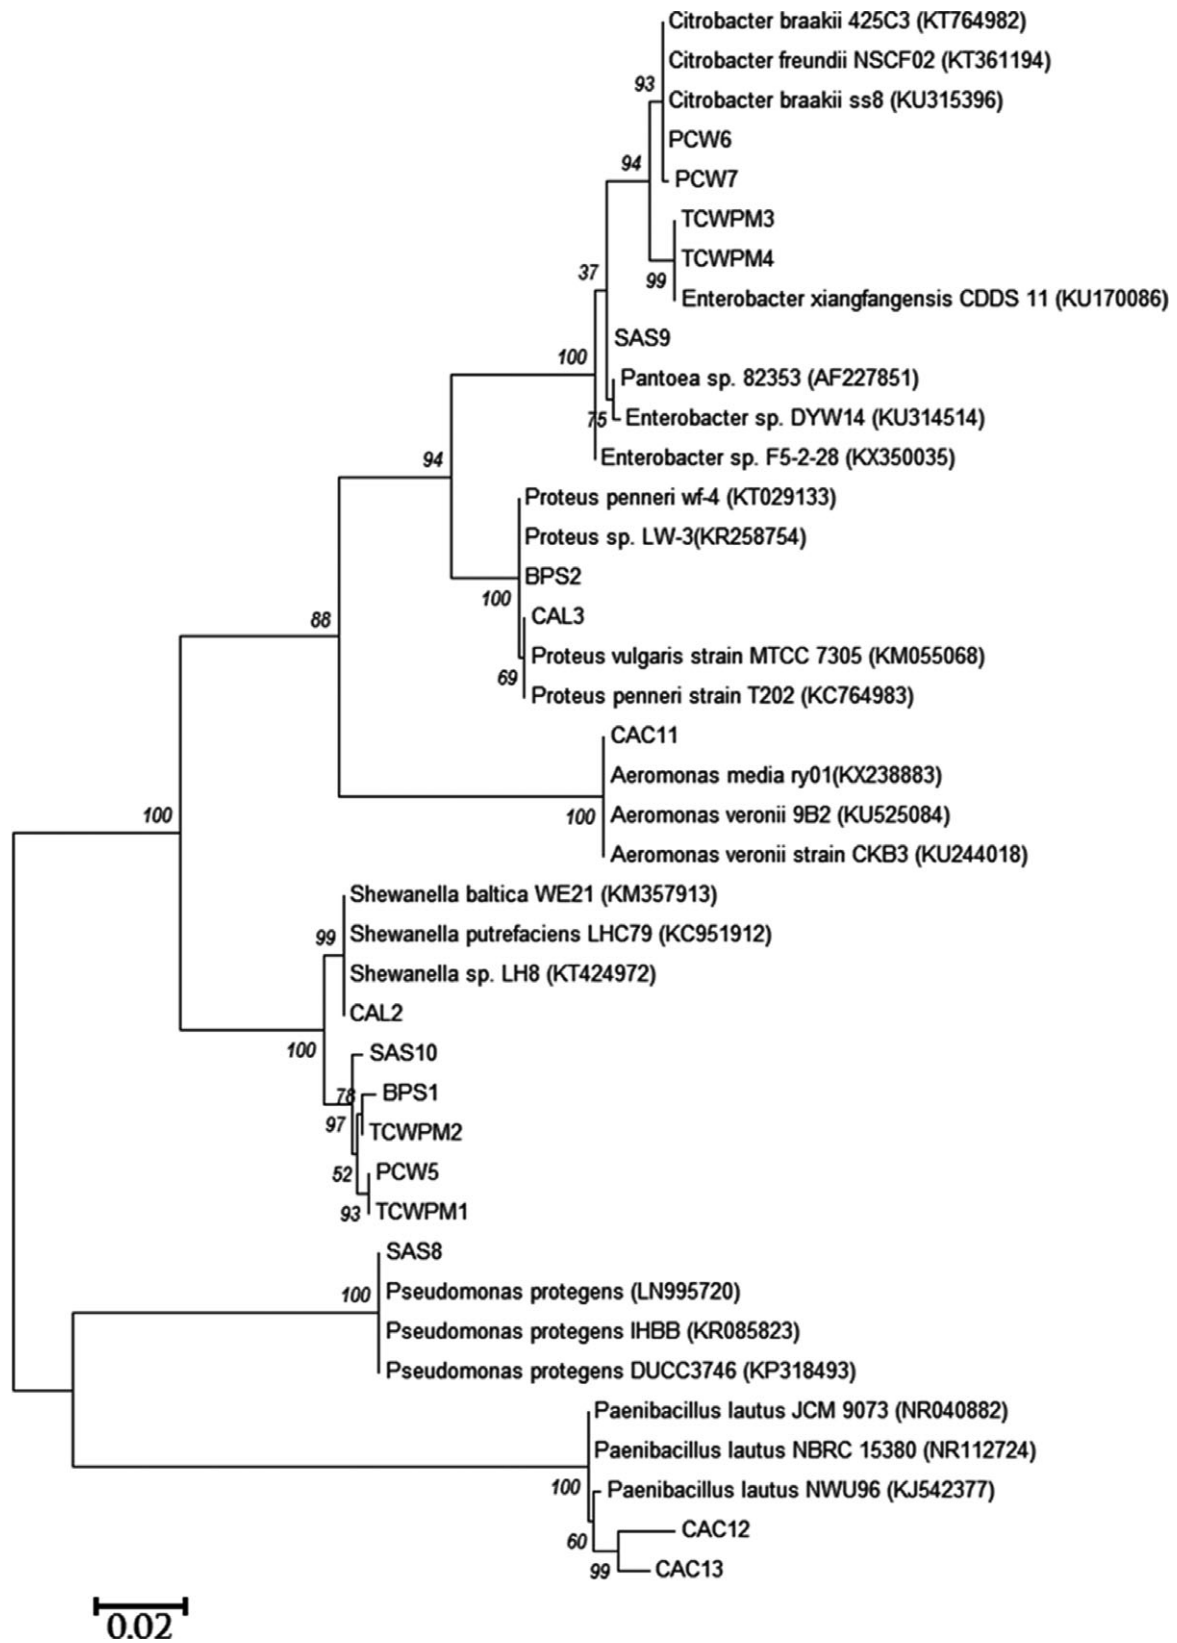 Citrobacter braakii 425C3 (KT764982)
Citrobacter freundii NSCF02 (KT361194)
93
Citrobacter braakii ss8 (KU315396)
PCW6
94
PCW7
TCWPM3
TCWPM4
37
99
Enterobacter xiangfangensis CDDS 11 (KU170086)
SAS9
100
Pantoea sp. 82353 (AF227851)
75
Enterobacter sp. DYW14 (KU314514)
Enterobacter sp. F5-2-28 (KX350035)
94
Proteus penneri wf-4 (KT029133)
Proteus sp. LW-3(KR258754)
BPS2
100
CAL3
88
Proteus vulgaris strain MTCC 7305 (KM055068)
69
Proteus penneri strain T202 (KC764983)
CAC11
Aeromonas media ry01(KX238883)
100
100
Aeromonas veronii 9B2 (KU525084)
Aeromonas veronii strain CKB3 (KU244018)
Shewanella baltica WE21 (KM357913)
99
Shewanella putrefaciens LHC79 (KC951912)
Shewanella sp. LH8 (KT424972)
CAL2
100
SAS10
78
BPS1
97
TCWPM2
52
PCW5
93
TCWPM1
SAS8
100
Pseudomonas protegens (LN995720)
Pseudomonas protegens IHBB (KR085823)
Pseudomonas protegens DUCC3746 (KP318493)
Paenibacillus lautus JCM 9073 (NR040882)
Paenibacillus lautus NBRC 15380 (NR112724)
100
Paenibacillus lautus NWU96 (KJ542377)
60
CAC12
99
CAC13
0.02